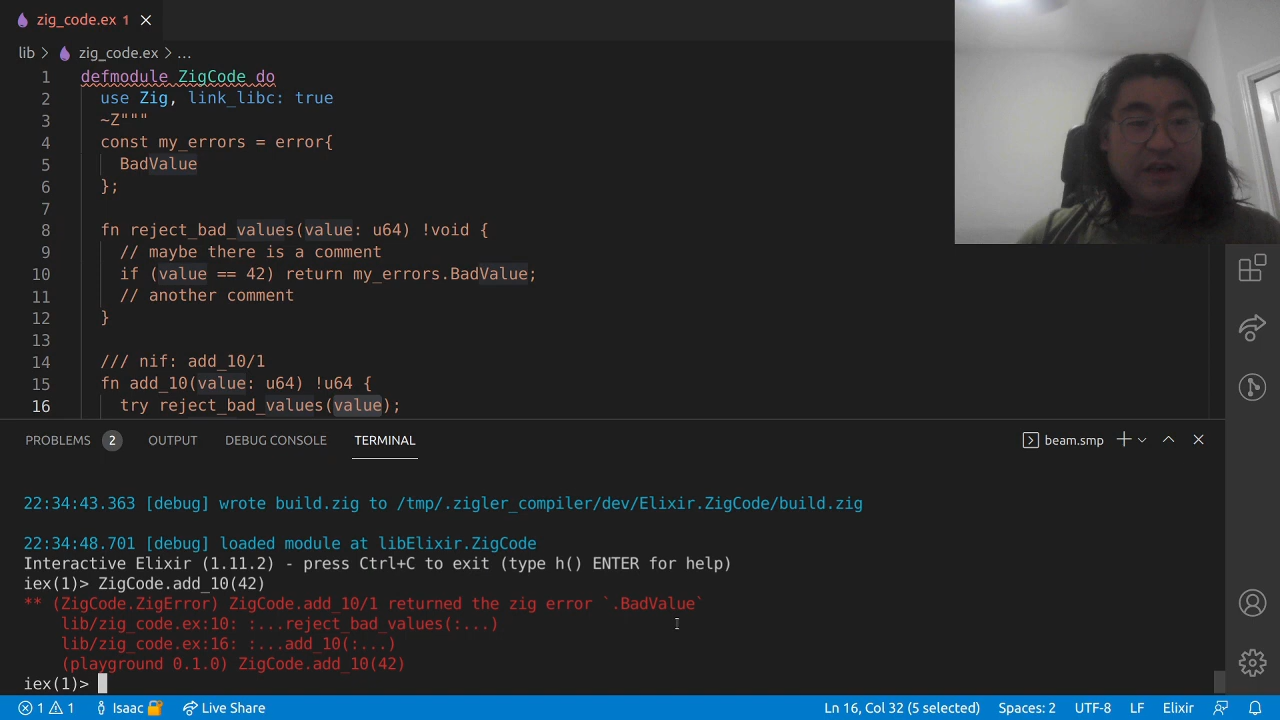 zig_code.ex 1
lib > zig_code.ex > ...
1 defmodule ZigCode do
2 use Zig, link_libc: true
3 ~Z"""
4 const my_errors = error{
5 BadValue
6 };
7
8 fn reject_bad_values(value: u64) !void {
9 // maybe there is a comment
10 if (value == 42) return my_errors.BadValue;
11 // another comment
12 }
13
14 /// nif: add_10/1
15 fn add_10(value: u64) !u64 {
16 try reject_bad_values(value);
PROBLEMS 2 OUTPUT DEBUG CONSOLE TERMINAL beam.smp
22:34:43.363 [debug] wrote build.zig to /tmp/.zigler_compiler/dev/Elixir.ZigCode/build.zig
22:34:48.701 [debug] loaded module at libElixir.ZigCode
Interactive Elixir (1.11.2) - press Ctrl+C to exit (type h() ENTER for help)
iex(1)> ZigCode.add_10(42)
** (ZigCode.ZigError) ZigCode.add_10/1 returned the zig error `.BadValue`
lib/zig_code.ex:10: :...reject_bad_values(:...)
lib/zig_code.ex:16: :...add_10(:...)
(playground 0.1.0) ZigCode.add_10(42)
iex(1)>
1 1 Isaac Live Share Ln 16, Col 32 (5 selected) Spaces: 2 UTF-8 LF Elixir